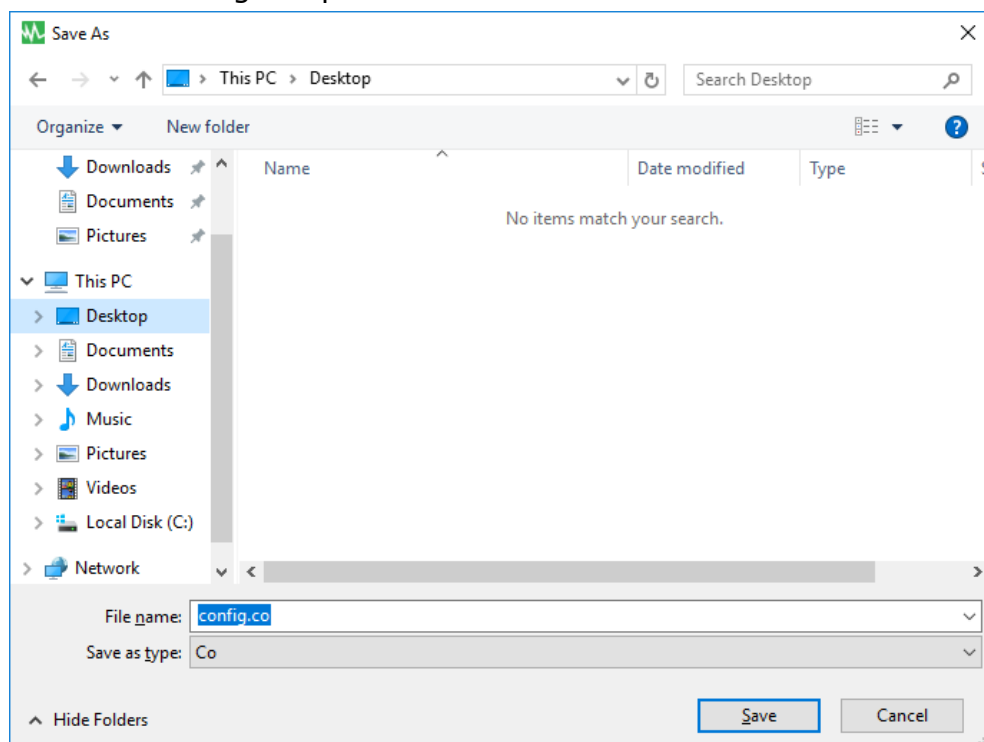 Save As
This PC > Desktop
Search Desktop
Organize
New folder
Name
Date modified
Type
No items match your search.
Downloads
Documents
Pictures
This PC
Desktop
Documents
Downloads
Music
Pictures
Videos
Local Disk (C:)
Network
File name: config.co
Save as type: Co
Hide Folders
Save
Cancel